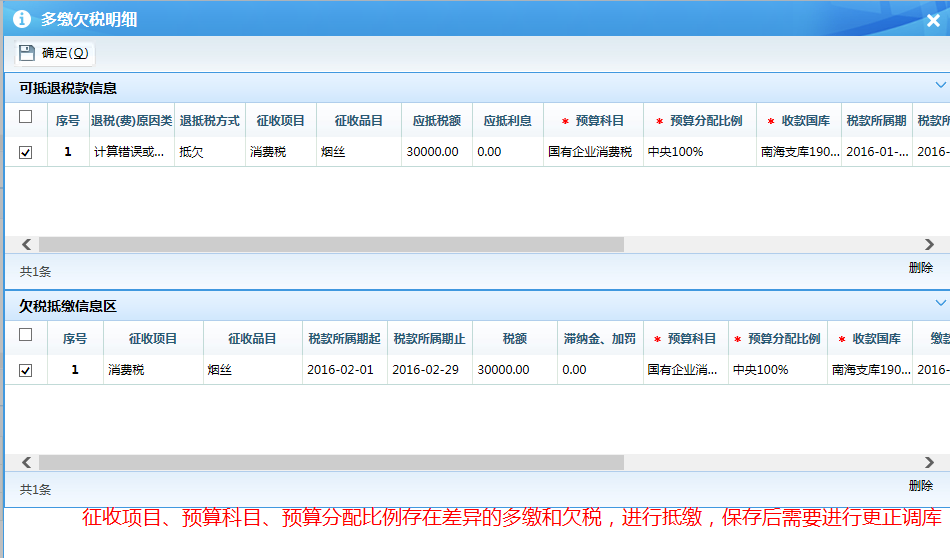 多缴欠税明细
确定(Q)
可抵退税款信息
序号 退税(费)原因类 退抵税方式 征收项目 征收品目 应抵税额 应抵利息 * 预算科目 * 预算分配比例 * 收款国库 税款所属期 税款所
1 计算错误或... 抵欠 消费税 烟丝 30000.00 0.00 国有企业消费税 中央100% 南海支库190... 2016-01-... 2016-
共1条 删除
欠税抵缴信息区
序号 征收项目 征收品目 税款所属期起 税款所属期止 税额 滞纳金、加罚 * 预算科目 * 预算分配比例 * 收款国库 缴款
1 消费税 烟丝 2016-02-01 2016-02-29 30000.00 0.00 国有企业消... 中央100% 南海支库190... 2016-
共1条 删除
征收项目、预算科目、预算分配比例存在差异的多缴和欠税，进行抵缴，保存后需要进行更正调库